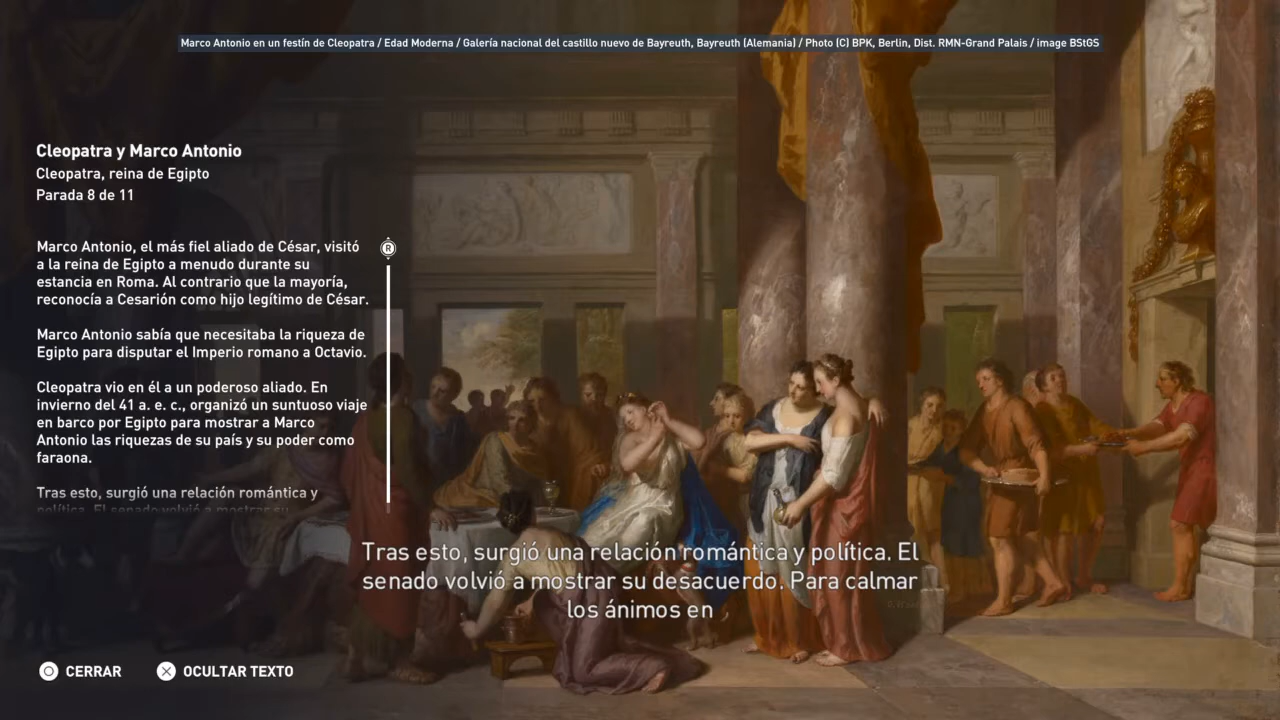 Marco Antonio en un festín de Cleopatra / Edad Moderna / Galería nacional del castillo nuevo de Bayreuth, Bayreuth (Alemania) / Photo (C) BPK, Berlin, Dist. RMN-Grand Palais / image BStGS
Cleopatra y Marco Antonio
Cleopatra, reina de Egipto
Parada 8 de 11
Marco Antonio, el más fiel aliado de César, visitó
a la reina de Egipto a menudo durante su
estancia en Roma. Al contrario que la mayoría,
reconocía a Cesarión como hijo legítimo de César.
Marco Antonio sabía que necesitaba la riqueza de
Egipto para disputar el Imperio romano a Octavio.
Cleopatra vio en él a un poderoso aliado. En
invierno del 41 a. e. c., organizó un suntuoso viaje
en barco por Egipto para mostrar a Marco
Antonio las riquezas de su país y su poder como
faraona.
Tras esto, surgió una relación romántica y
política. El senado volvió a mostrar su
R
Tras esto, surgió una relación romántica y política. El
senado volvió a mostrar su desacuerdo. Para calmar
los ánimos en
CERRAR
OCULTAR TEXTO